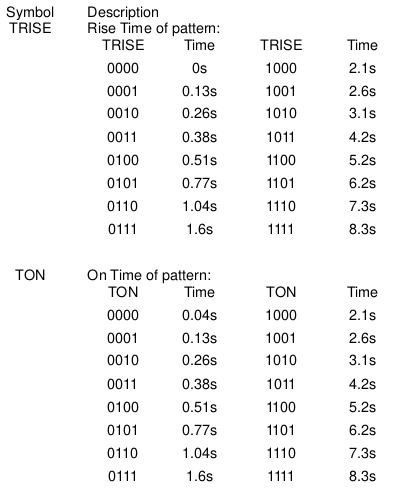 Symbol Description
TRISE Rise Time of pattern:
TRISE Time TRISE Time
0000 0s 1000 2.1s
0001 0.13s 1001 2.6s
0010 0.26s 1010 3.1s
0011 0.38s 1011 4.2s
0100 0.51s 1100 5.2s
0101 0.77s 1101 6.2s
0110 1.04s 1110 7.3s
0111 1.6s 1111 8.3s
TON On Time of pattern:
TON Time TON Time
0000 0.04s 1000 2.1s
0001 0.13s 1001 2.6s
0010 0.26s 1010 3.1s
0011 0.38s 1011 4.2s
0100 0.51s 1100 5.2s
0101 0.77s 1101 6.2s
0110 1.04s 1110 7.3s
0111 1.6s 1111 8.3s